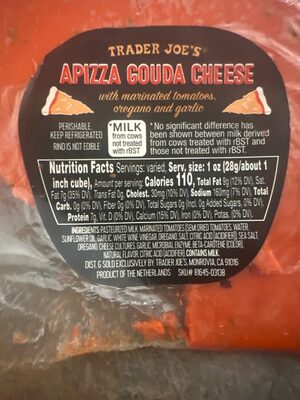 TRADER JOE'S®
APIZZA GOUDA CHEESE
with marinated tomatoes,
oregano and garlic
PERISHABLE.
KEEP REFRIGERATED
RIND IS NOT EDIBLE
*MILK
from cows
not treated
with rBST
*No significant difference has
been shown between milk derived
from cows treated with rBST and
those not treated with rBST.
Nutrition Facts Servings: varied, Serv. size: 1 oz (28g/about 1
inch cube), Amount per serving: Calories 110, Total Fat 9g (12% DV), Sat.
Fat 7g (35% DV), Trans Fat 0g, Cholest. 30mg (10% DV), Sodium 160mg (7% DV), Total
Carb. 0g (0% DV), Fiber 0g (0% DV), Total Sugars 0g (Incl. 0g Added Sugars, 0% DV),
Protein 7g, Vit. D (0% DV), Calcium (15% DV), Iron (0% DV), Potas. (0% DV).
INGREDIENTS: PASTEURIZED MILK, MARINATED TOMATOES (SEMI DRIED TOMATOES, WATER,
SUNFLOWER OIL, GARLIC, WHITE WINE VINEGAR, OREGANO, SALT, CITRIC ACID [ACIDIFIER]), SEA SALT,
OREGANO, CHEESE CULTURES, GARLIC, MICROBIAL ENZYME, BETA-CAROTENE (COLOR),
NATURAL FLAVOR, CITRIC ACID (ACIDIFIER). CONTAINS MILK.
DIST. & SOLD EXCLUSIVELY BY: TRADER JOE'S, MONROVIA, CA 91016
PRODUCT OF THE NETHERLANDS SKU# 81645-03138